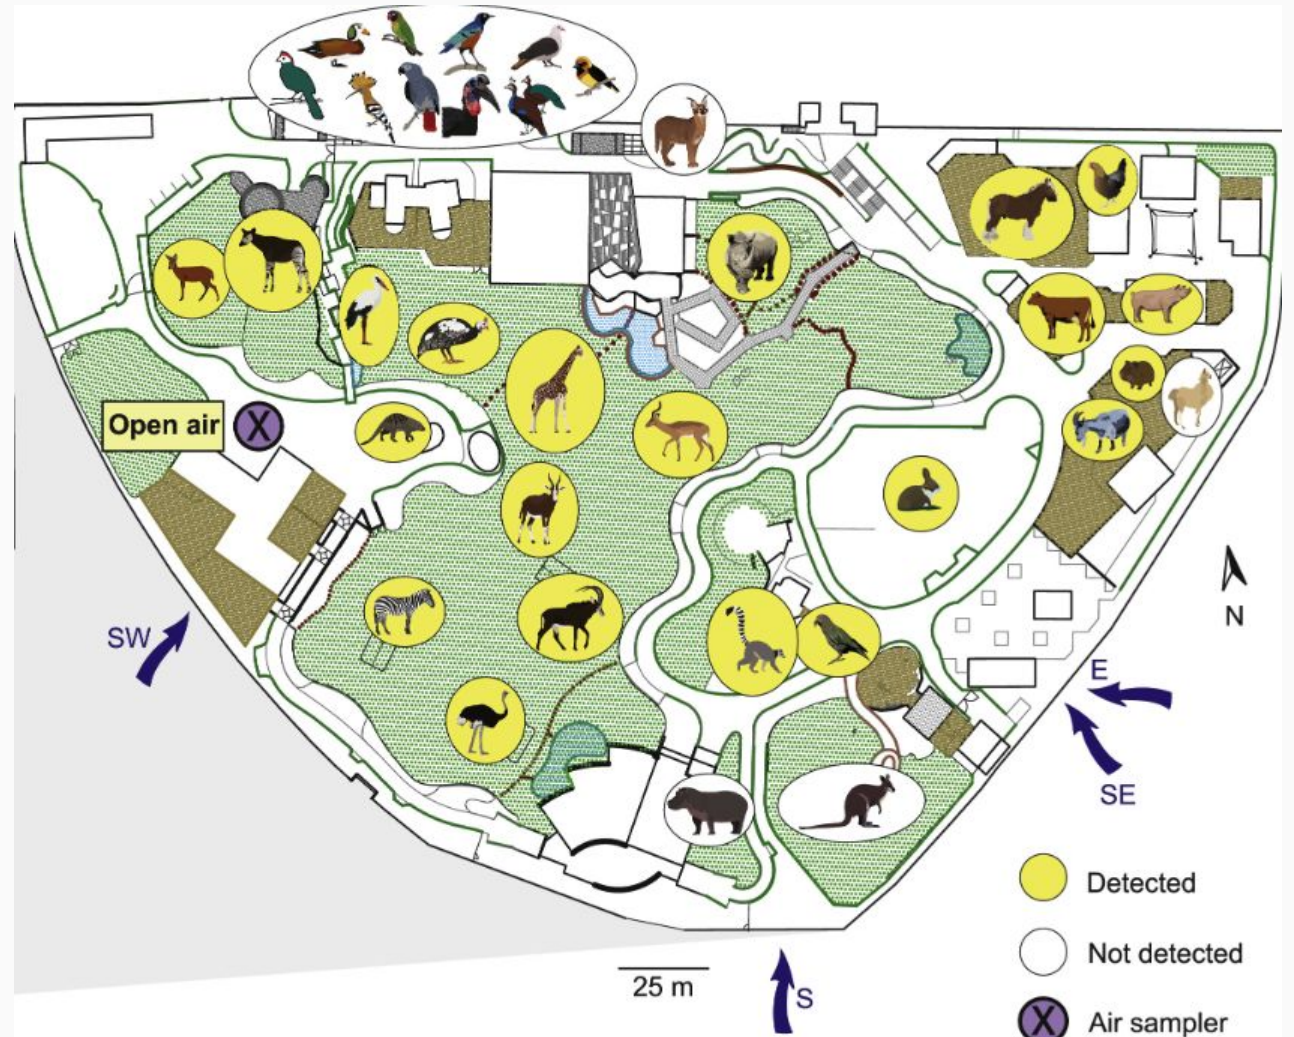 Open air
X
N
SW
E
SE
S
25 m
Detected
Not detected
X
Air sampler